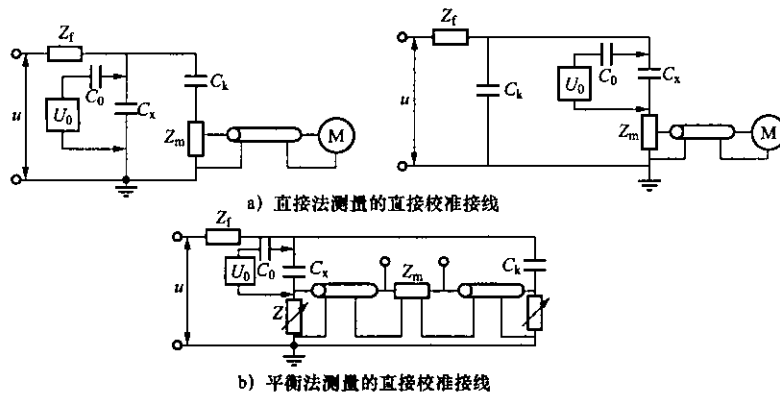 Z_f
C_k
U_0
C_0
C_x
u
Z_m
M
Z_f
C_0
U_0
C_x
C_k
u
Z_m
M
a) 直接法测量的直接校准接线
Z_f
U_0
C_0
C_x
Z_m
C_k
u
Z
b) 平衡法测量的直接校准接线